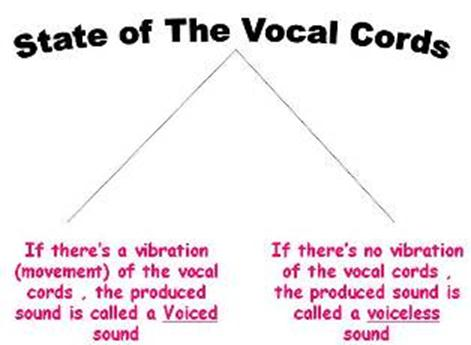 State of The Vocal Cords
If there's a vibration
(movement) of the vocal
cords , the produced
sound is called a Voiced
sound
If there's no vibration
of the vocal cords ,
the produced sound is
called a voiceless
sound